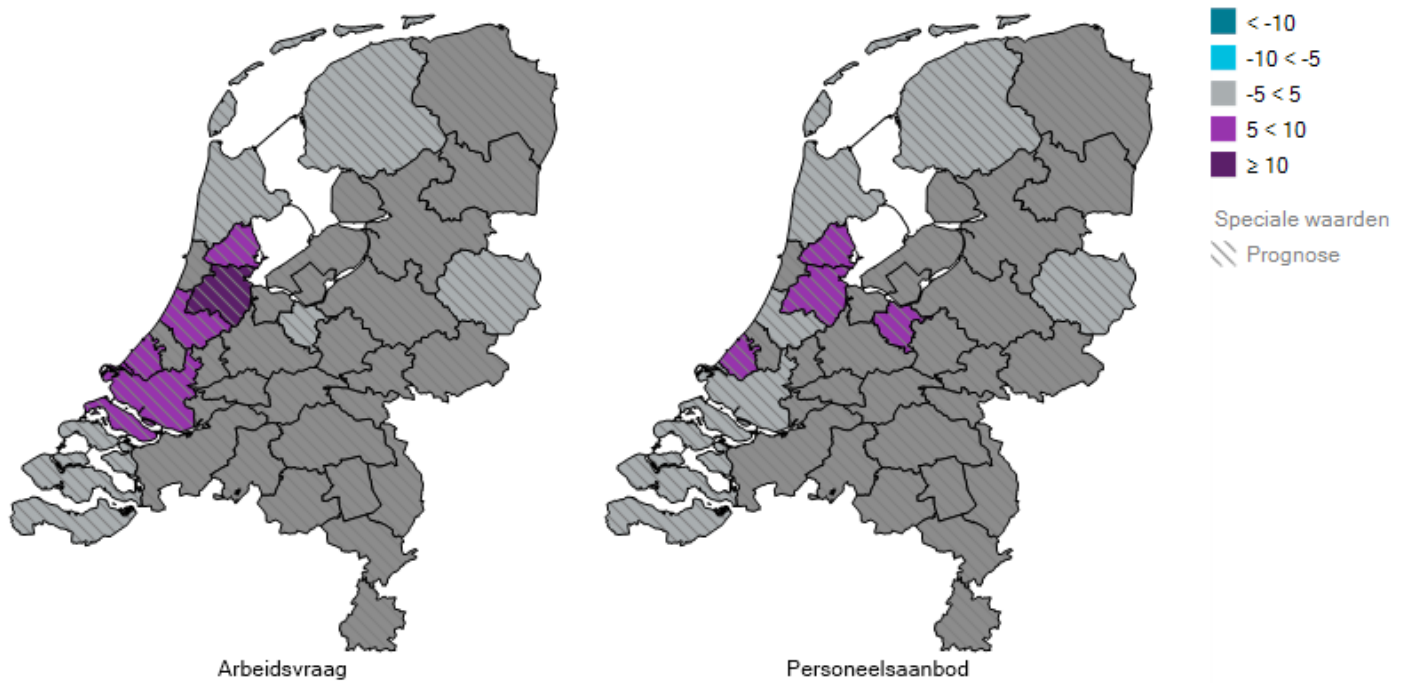 < -10
-10 < -5
-5 < 5
5 < 10
≥ 10
Speciale waarden
Prognose
Arbeidsvraag
Personeelsaanbod